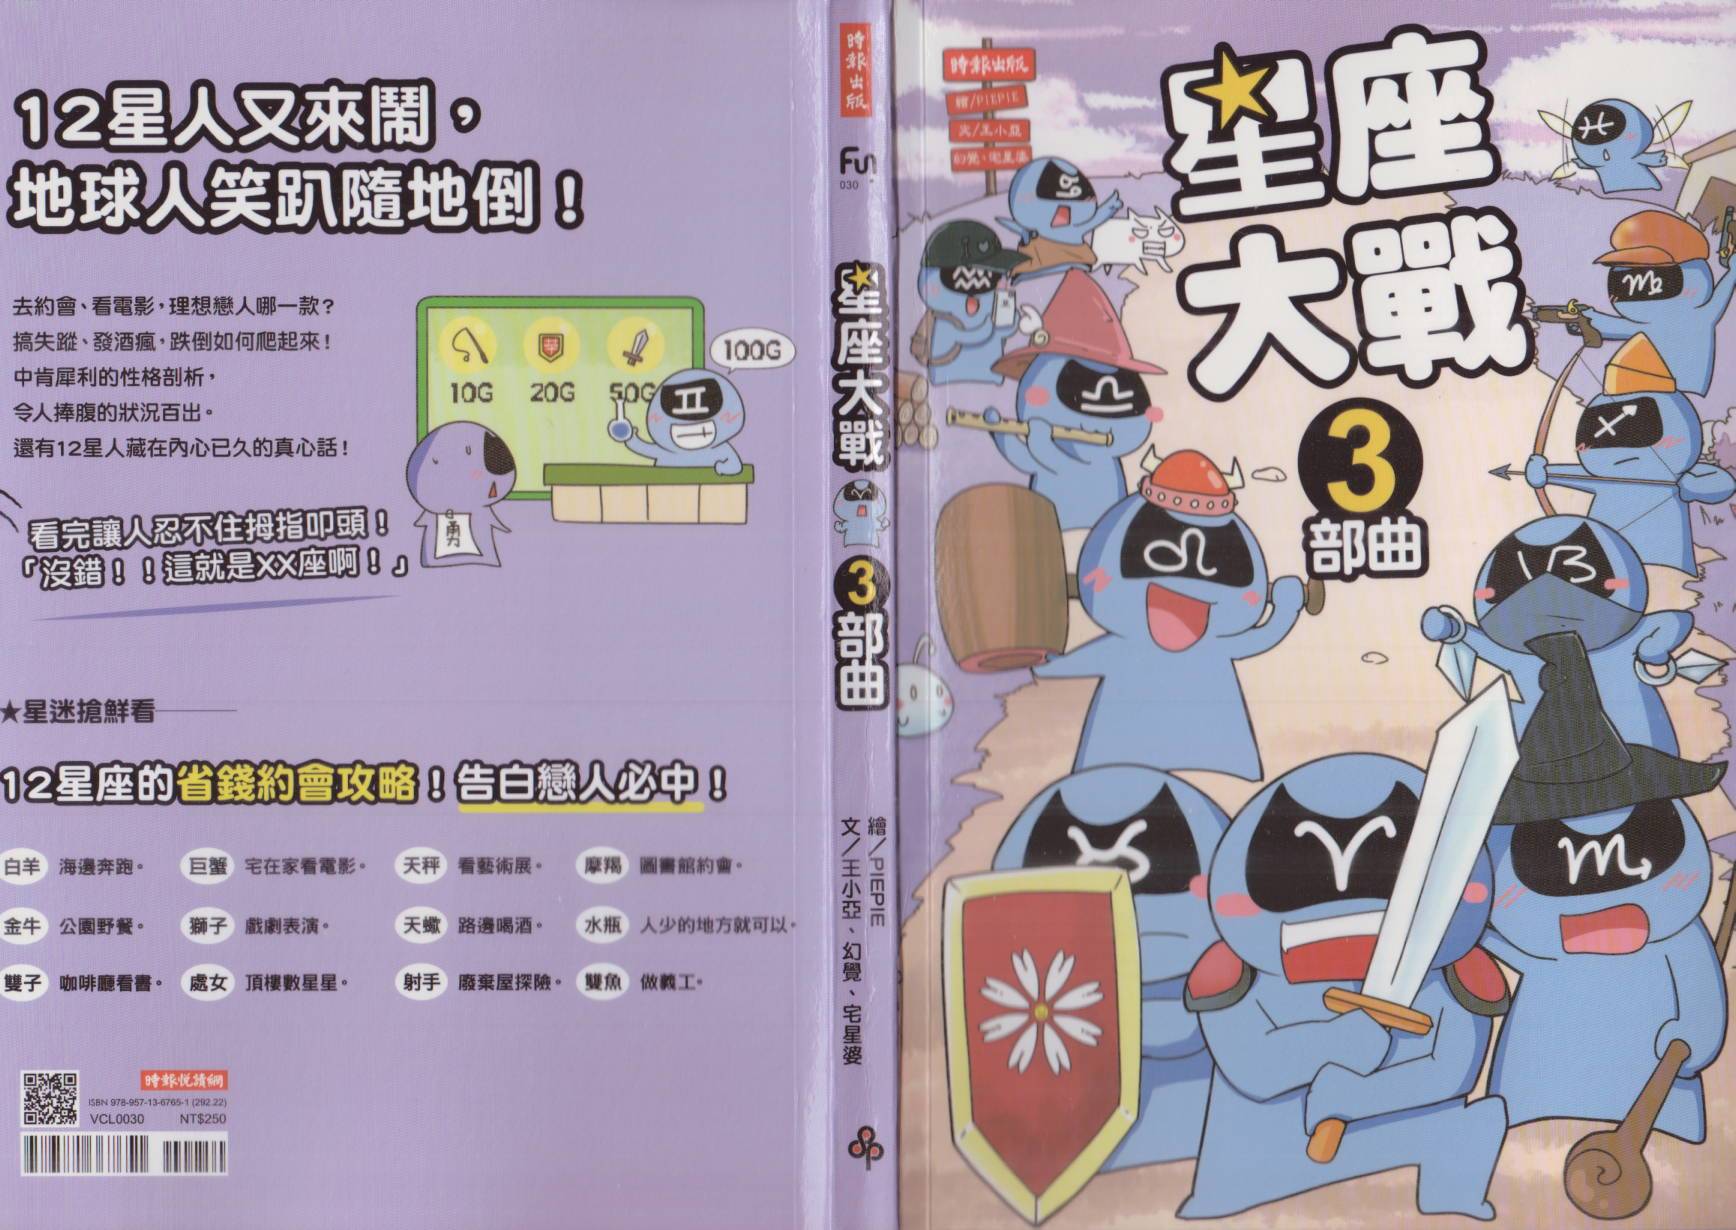 12星人又來鬧，
地球人笑趴隨地倒！
去約會、看電影，理想戀人哪一款？
搞失蹤、發酒瘋，跌倒如何爬起來！
中肯犀利的性格剖析，
令人捧腹的狀況百出。
還有12星人藏在內心已久的真心話！
10G 20G 50G
100G
勇
看完讓人忍不住拇指叩頭！
「沒錯！！這就是XX座啊！」
★星迷搶鮮看
12星座的省錢約會攻略！告白戀人必中！
白羊 海邊奔跑。 巨蟹 宅在家看電影。 天秤 看藝術展。 摩羯 圖書館約會。
金牛 公園野餐。 獅子 戲劇表演。 天蠍 路邊喝酒。 水瓶 人少的地方就可以。
雙子 咖啡廳看書。 處女 頂樓數星星。 射手 廢棄屋探險。 雙魚 做義工。
時報悅讀網
ISBN 978-957-13-6765-1 (292.22)
VCL0030 NT$250
時報出版
Fun
030
星座大戰
3
部曲
繪／PIEPIE
文／王小亞、幻覺、宅星婆
時報出版
繪/PIEPIE
文/王小亞
幻覺、宅星婆
星座
大戰
3
部曲
I ♥